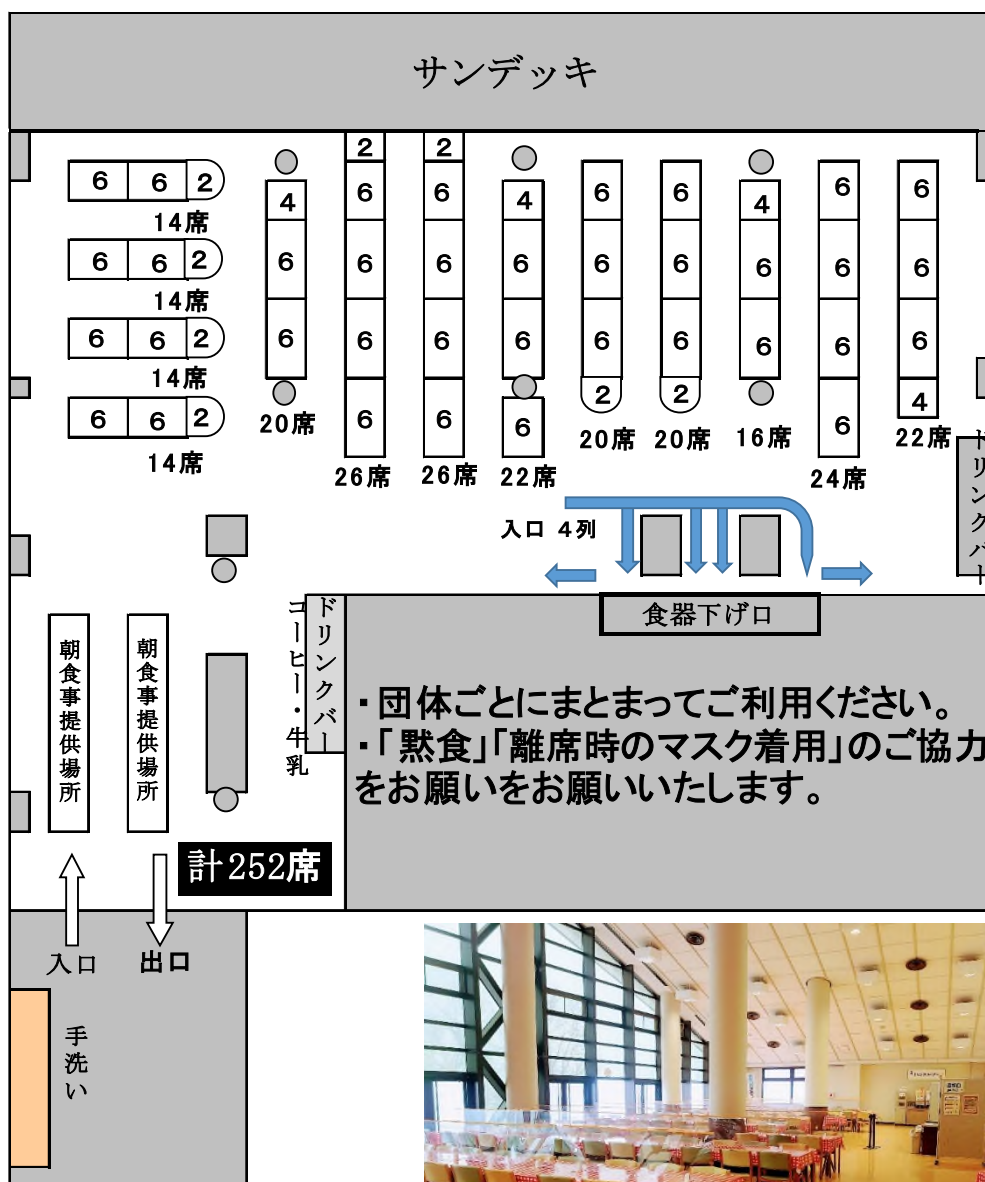 サンデッキ
2 2
6 6 2 4 6 6 4 6 6 4 6 6
14席
6 6 2 6 6 6 6 6 6 6 6 6
14席
6 6 2 6 6 6 6 6 6 6 6 6
14席
6 6 2 6 6 6 2 2 6 4
14席
20席 26席 26席 22席 20席 20席 16席 24席 22席
入口 4列
ドリンクバー
食器下げ口
朝食事提供場所
朝食事提供場所
コーヒー・牛乳
ドリンクバー
・団体ごとにまとまってご利用ください。
・「黙食」「離席時のマスク着用」のご協力
をお願いをお願いいたします。
計252席
入口
出口
手洗い